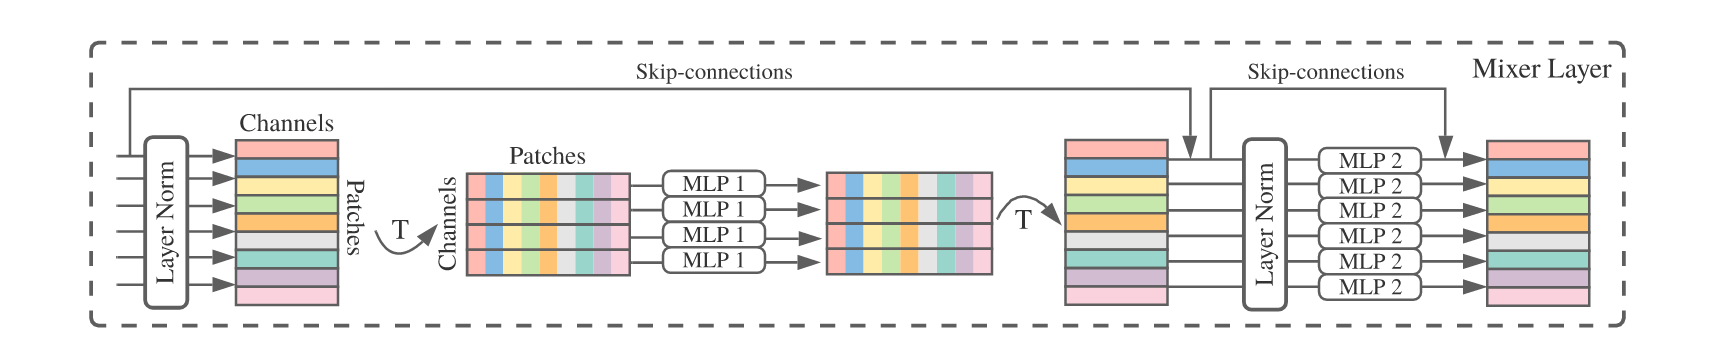 Skip-connections
Skip-connections
Mixer Layer
Layer Norm
Channels
Patches
T
Channels
Patches
MLP 1
MLP 1
MLP 1
MLP 1
T
Layer Norm
MLP 2
MLP 2
MLP 2
MLP 2
MLP 2
MLP 2